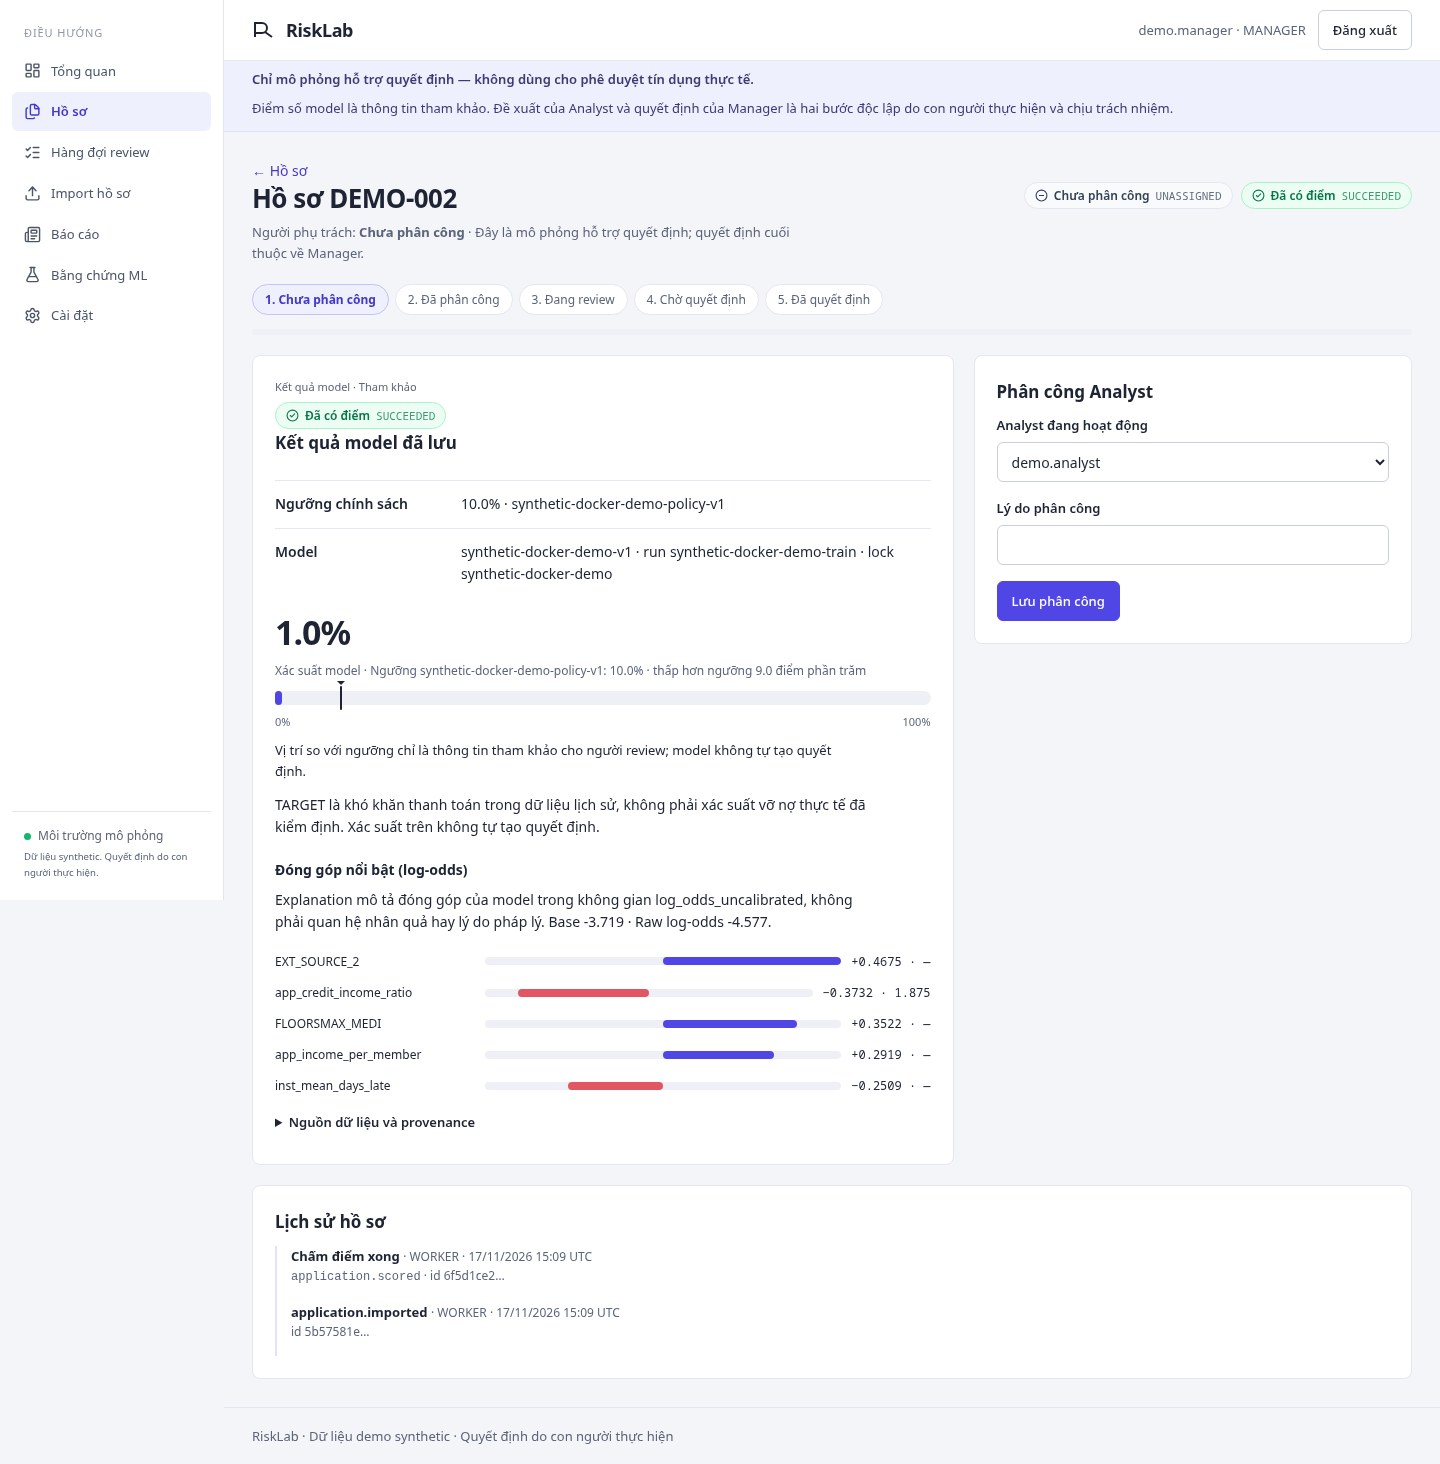 ĐIỀU HƯỚNG
Tổng quan
Hồ sơ
Hàng đợi review
Import hồ sơ
Báo cáo
Bằng chứng ML
Cài đặt
Môi trường mô phỏng
Dữ liệu synthetic. Quyết định do con
người thực hiện.
RiskLab
demo.manager · MANAGER
Đăng xuất
Chỉ mô phỏng hỗ trợ quyết định — không dùng cho phê duyệt tín dụng thực tế.
Điểm số model là thông tin tham khảo. Đề xuất của Analyst và quyết định của Manager là hai bước độc lập do con người thực hiện và chịu trách nhiệm.
← Hồ sơ
Hồ sơ DEMO-002
Chưa phân công UNASSIGNED
Đã có điểm SUCCEEDED
Người phụ trách: Chưa phân công · Đây là mô phỏng hỗ trợ quyết định; quyết định cuối
thuộc về Manager.
1. Chưa phân công
2. Đã phân công
3. Đang review
4. Chờ quyết định
5. Đã quyết định
Kết quả model · Tham khảo
Đã có điểm SUCCEEDED
Kết quả model đã lưu
Ngưỡng chính sách
10.0% · synthetic-docker-demo-policy-v1
Model
synthetic-docker-demo-v1 · run synthetic-docker-demo-train · lock
synthetic-docker-demo
1.0%
Xác suất model · Ngưỡng synthetic-docker-demo-policy-v1: 10.0% · thấp hơn ngưỡng 9.0 điểm phần trăm
0%
100%
Vị trí so với ngưỡng chỉ là thông tin tham khảo cho người review; model không tự tạo quyết
định.
TARGET là khó khăn thanh toán trong dữ liệu lịch sử, không phải xác suất vỡ nợ thực tế đã
kiểm định. Xác suất trên không tự tạo quyết định.
Đóng góp nổi bật (log-odds)
Explanation mô tả đóng góp của model trong không gian log_odds_uncalibrated, không
phải quan hệ nhân quả hay lý do pháp lý. Base -3.719 · Raw log-odds -4.577.
EXT_SOURCE_2
+0.4675 · —
app_credit_income_ratio
−0.3732 · 1.875
FLOORSMAX_MEDI
+0.3522 · —
app_income_per_member
+0.2919 · —
inst_mean_days_late
−0.2509 · —
Nguồn dữ liệu và provenance
Phân công Analyst
Analyst đang hoạt động
demo.analyst
Lý do phân công
Lưu phân công
Lịch sử hồ sơ
Chấm điểm xong · WORKER · 17/11/2026 15:09 UTC
application.scored · id 6f5d1ce2…
application.imported · WORKER · 17/11/2026 15:09 UTC
id 5b57581e…
RiskLab · Dữ liệu demo synthetic · Quyết định do con người thực hiện